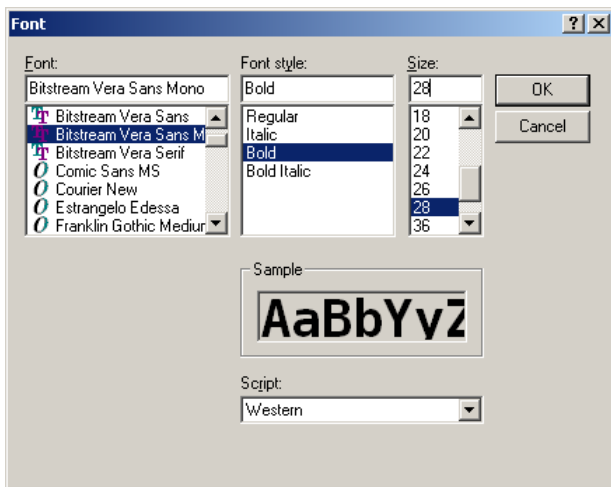 Font
Font:
Bitstream Vera Sans Mono
Bitstream Vera Sans
Bitstream Vera Sans M
Bitstream Vera Serif
Comic Sans MS
Courier New
Estrangelo Edessa
Franklin Gothic Mediur
Font style:
Bold
Regular
Italic
Bold
Bold Italic
Size:
28
18
20
22
24
26
28
36
OK
Cancel
Sample
AaBbYyZ
Script:
Western